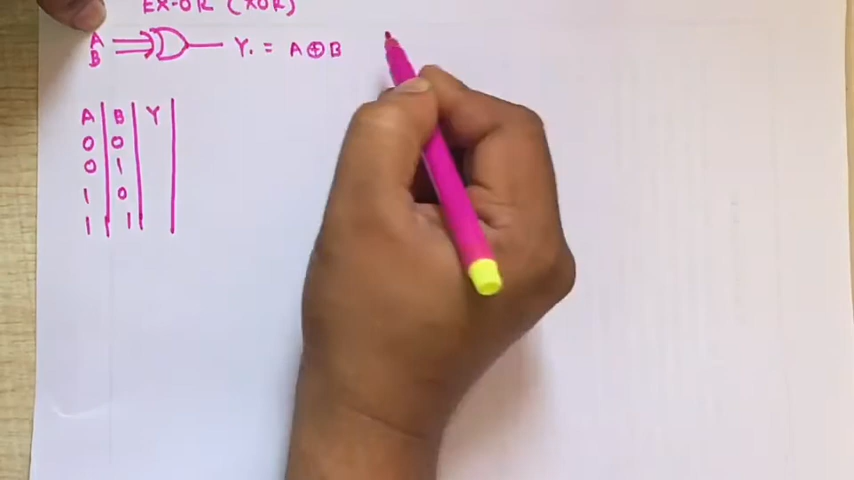 EX-OR (XOR)
A
B
Y. = A ⊕ B
A B Y
0 0
0 1
1 0
1 1